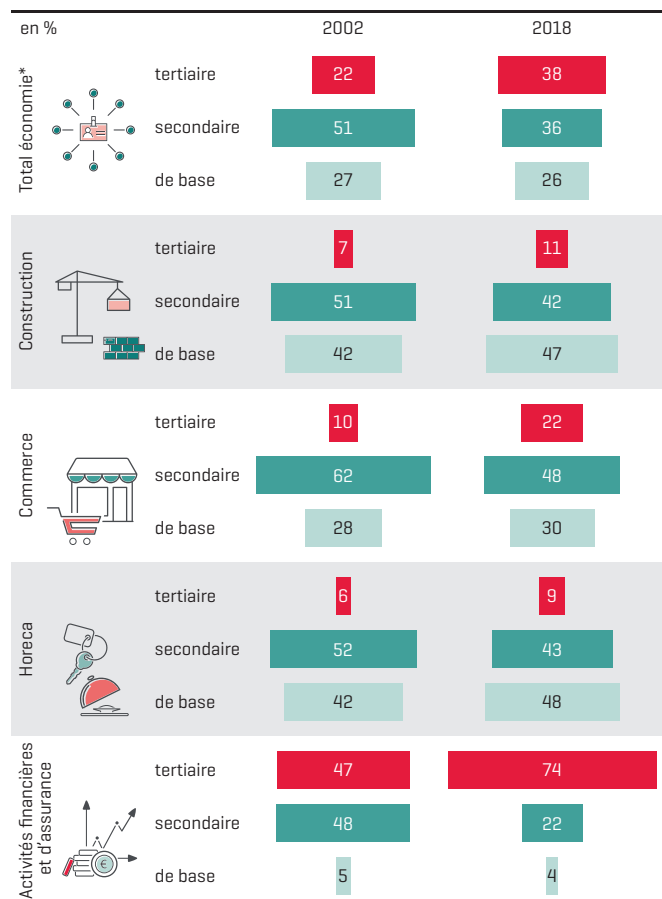 en % 2002 2018
Total économie*
tertiaire 22 38
secondaire 51 36
de base 27 26
Construction
tertiaire 7 11
secondaire 51 42
de base 42 47
Commerce
tertiaire 10 22
secondaire 62 48
de base 28 30
Horeca
tertiaire 6 9
secondaire 52 43
de base 42 48
Activités financières
et d'assurance
tertiaire 47 74
secondaire 48 22
de base 5 4
€